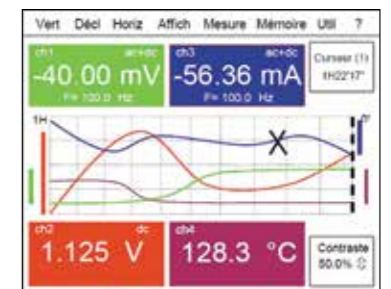 Vert Décl Horiz Affich Mesure Mémoire Util ?
ch1 ac+dc
-40.00 mV
F= 100.0 Hz
ch3 ac+dc
-56.36 mA
F= 100.0 Hz
Curseur (1)
1H22'17"
1H
X
ch2 dc
1.125 V
ch4
128.3 °C
Contraste
50.0%